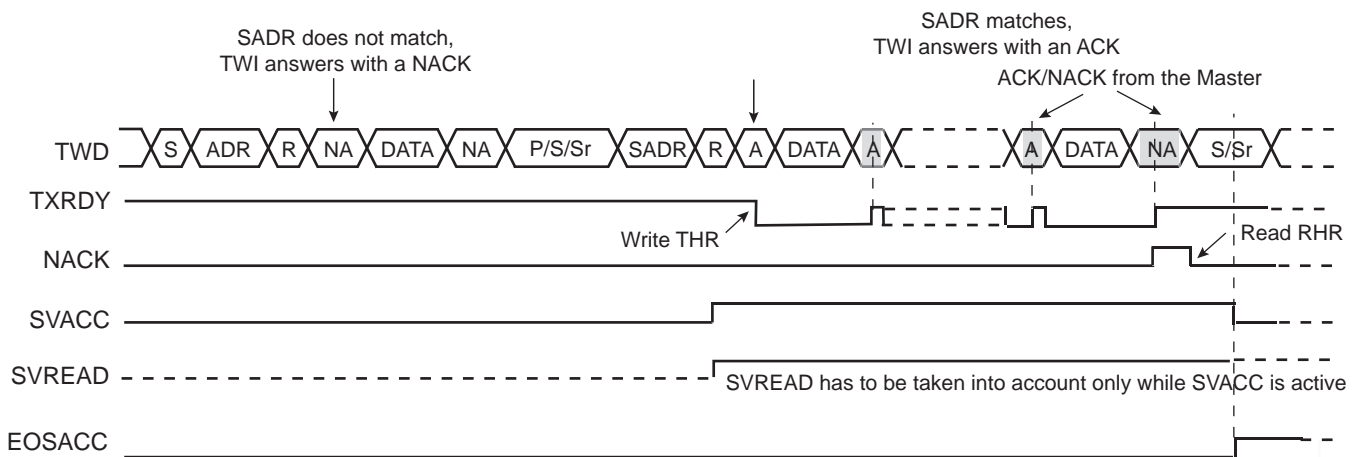 SADR does not match,
TWI answers with a NACK
SADR matches,
TWI answers with an ACK
ACK/NACK from the Master
TWD S ADR R NA DATA NA P/S/Sr SADR R A DATA A A DATA NA S/Sr
TXRDY
Write THR
Read RHR
NACK
SVACC
SVREAD
SVREAD has to be taken into account only while SVACC is active
EOSACC